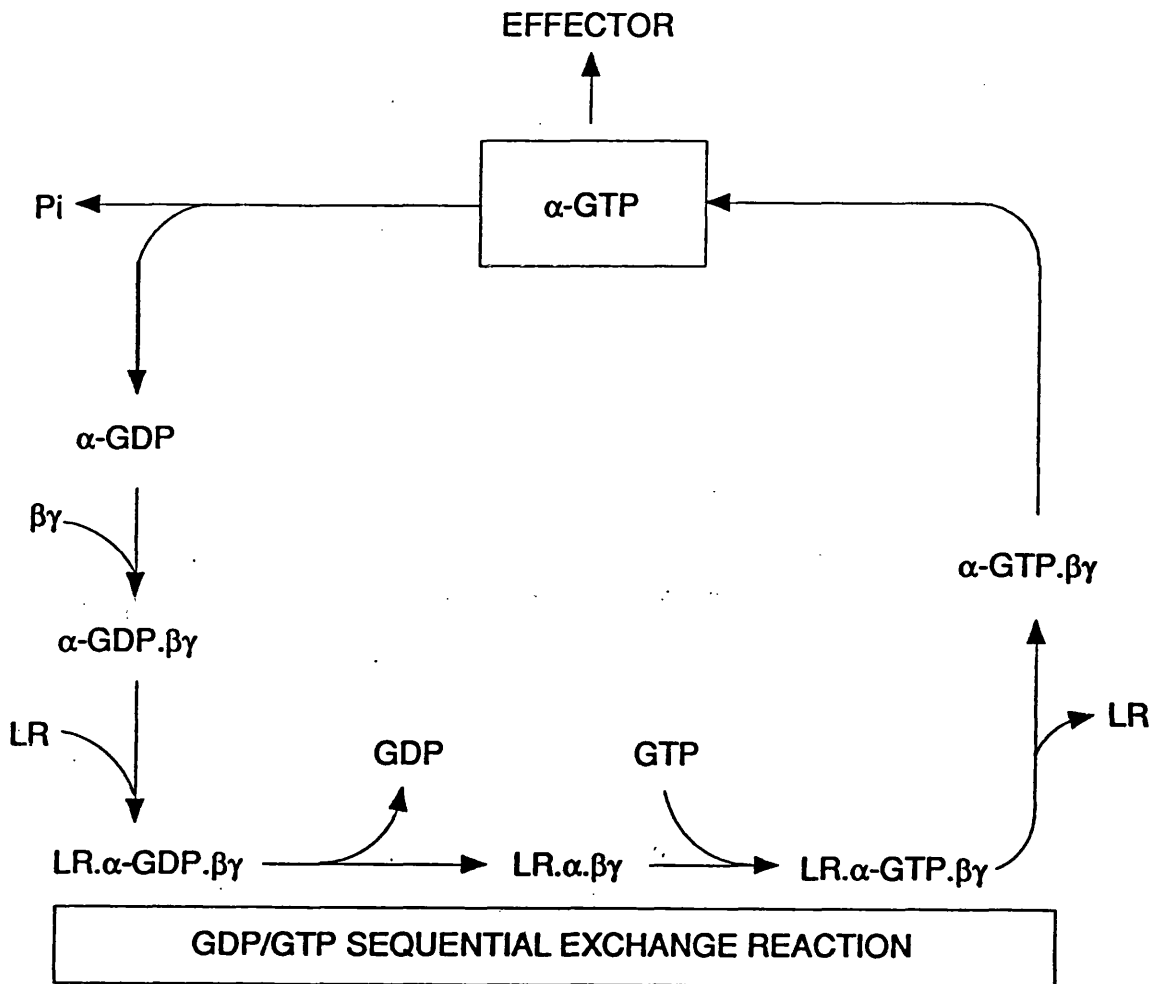 EFFECTOR
Pi
α-GTP
α-GDP
βγ
α-GTP.βγ
α-GDP.βγ
LR
LR
GDP
GTP
LR.α-GDP.βγ
LR.α.βγ
LR.α-GTP.βγ
GDP/GTP SEQUENTIAL EXCHANGE REACTION